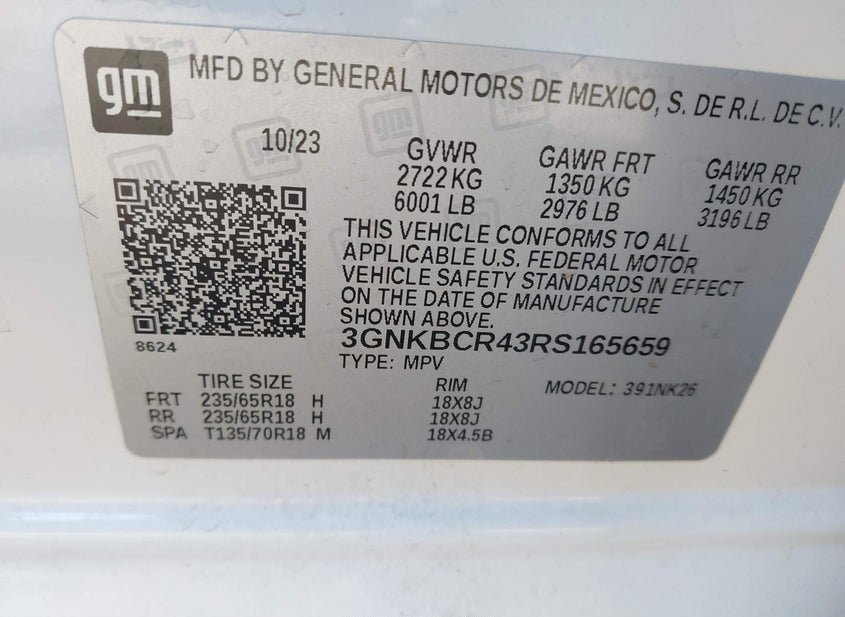 gm MFD BY GENERAL MOTORS DE MEXICO, S. DE R.L. DE C.V.
10/23 GVWR GAWR FRT GAWR RR
2722 KG 1350 KG 1450 KG
6001 LB 2976 LB 3196 LB
THIS VEHICLE CONFORMS TO ALL
APPLICABLE U.S. FEDERAL MOTOR
VEHICLE SAFETY STANDARDS IN EFFECT
ON THE DATE OF MANUFACTURE
SHOWN ABOVE.
8624 3GNKBCR43RS165659
TYPE: MPV
TIRE SIZE RIM MODEL: 391NK26
FRT 235/65R18 H 18X8J
RR 235/65R18 H 18X8J
SPA T135/70R18 M 18X4.5B